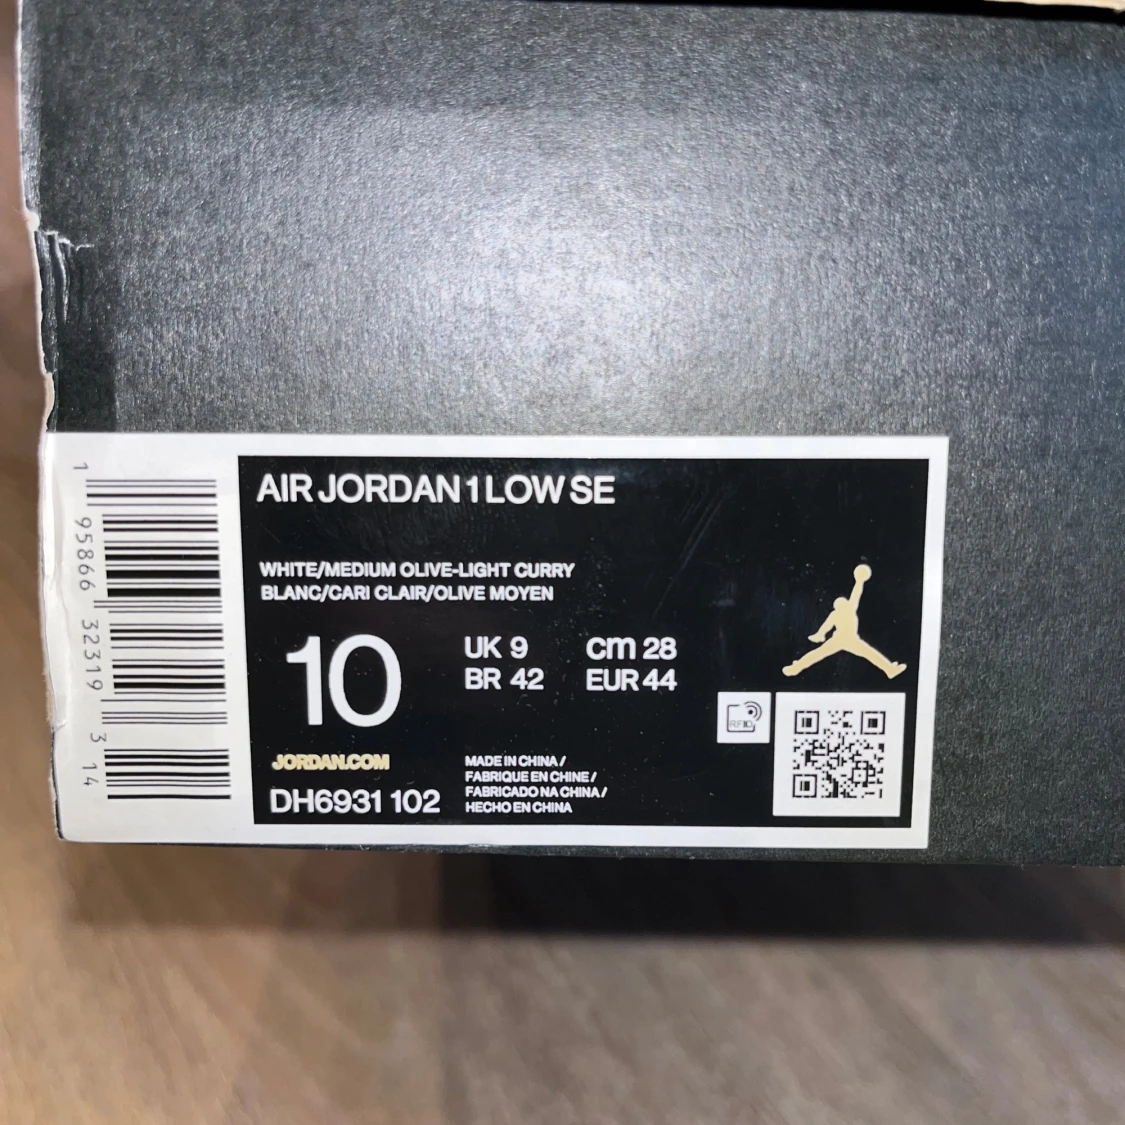 AIR JORDAN 1 LOW SE
WHITE/MEDIUM OLIVE-LIGHT CURRY
BLANC/CARI CLAIR/OLIVE MOYEN
10
UK 9
cm 28
BR 42
EUR 44
RFID
JORDAN.COM
DH6931 102
MADE IN CHINA /
FABRIQUE EN CHINE /
FABRICADO NA CHINA /
HECHO EN CHINA
1 95866 32319 3 14